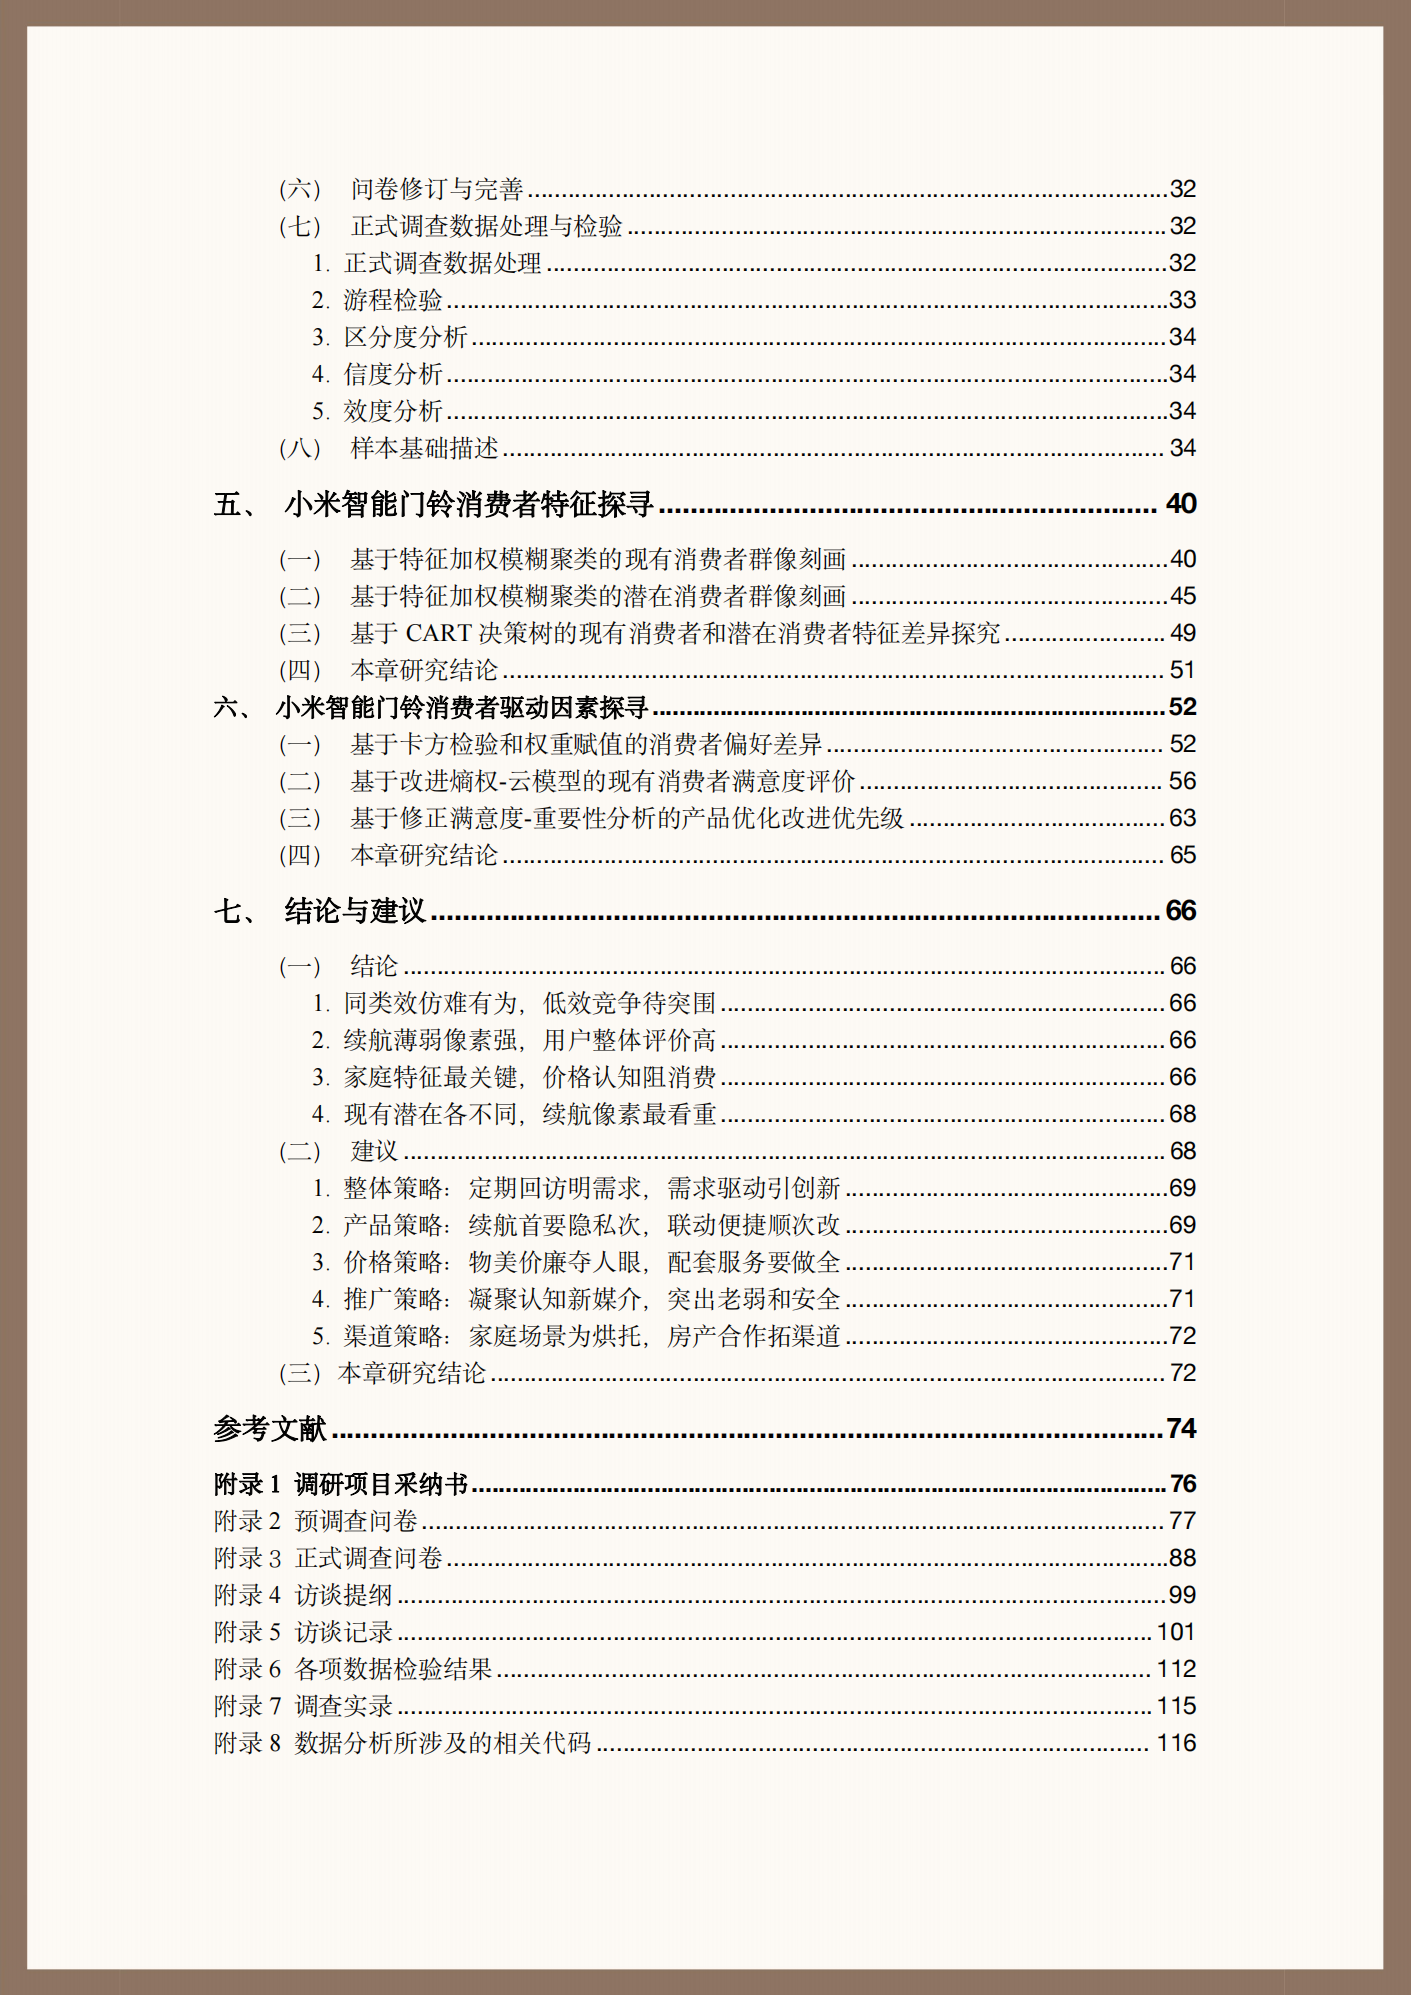 (六) 问卷修订与完善 ........ 32
(七) 正式调查数据处理与检验 ........ 32
1. 正式调查数据处理 ........ 32
2. 游程检验 ........ 33
3. 区分度分析 ........ 34
4. 信度分析 ........ 34
5. 效度分析 ........ 34
(八) 样本基础描述 ........ 34
五、 小米智能门铃消费者特征探寻 ........ 40
(一) 基于特征加权模糊聚类的现有消费者群像刻画 ........ 40
(二) 基于特征加权模糊聚类的潜在消费者群像刻画 ........ 45
(三) 基于 CART 决策树的现有消费者和潜在消费者特征差异探究 ........ 49
(四) 本章研究结论 ........ 51
六、 小米智能门铃消费者驱动因素探寻 ........ 52
(一) 基于卡方检验和权重赋值的消费者偏好差异 ........ 52
(二) 基于改进熵权-云模型的现有消费者满意度评价 ........ 56
(三) 基于修正满意度-重要性分析的产品优化改进优先级 ........ 63
(四) 本章研究结论 ........ 65
七、 结论与建议 ........ 66
(一) 结论 ........ 66
1. 同类效仿难有为，低效竞争待突围 ........ 66
2. 续航薄弱像素强，用户整体评价高 ........ 66
3. 家庭特征最关键，价格认知阻消费 ........ 66
4. 现有潜在各不同，续航像素最看重 ........ 68
(二) 建议 ........ 68
1. 整体策略：定期回访明需求，需求驱动引创新 ........ 69
2. 产品策略：续航首要隐私次，联动便捷顺次改 ........ 69
3. 价格策略：物美价廉夺人眼，配套服务要做全 ........ 71
4. 推广策略：凝聚认知新媒介，突出老弱和安全 ........ 71
5. 渠道策略：家庭场景为烘托，房产合作拓渠道 ........ 72
(三) 本章研究结论 ........ 72
参考文献 ........ 74
附录 1 调研项目采纳书 ........ 76
附录 2 预调查问卷 ........ 77
附录 3 正式调查问卷 ........ 88
附录 4 访谈提纲 ........ 99
附录 5 访谈记录 ........ 101
附录 6 各项数据检验结果 ........ 112
附录 7 调查实录 ........ 115
附录 8 数据分析所涉及的相关代码 ........ 116